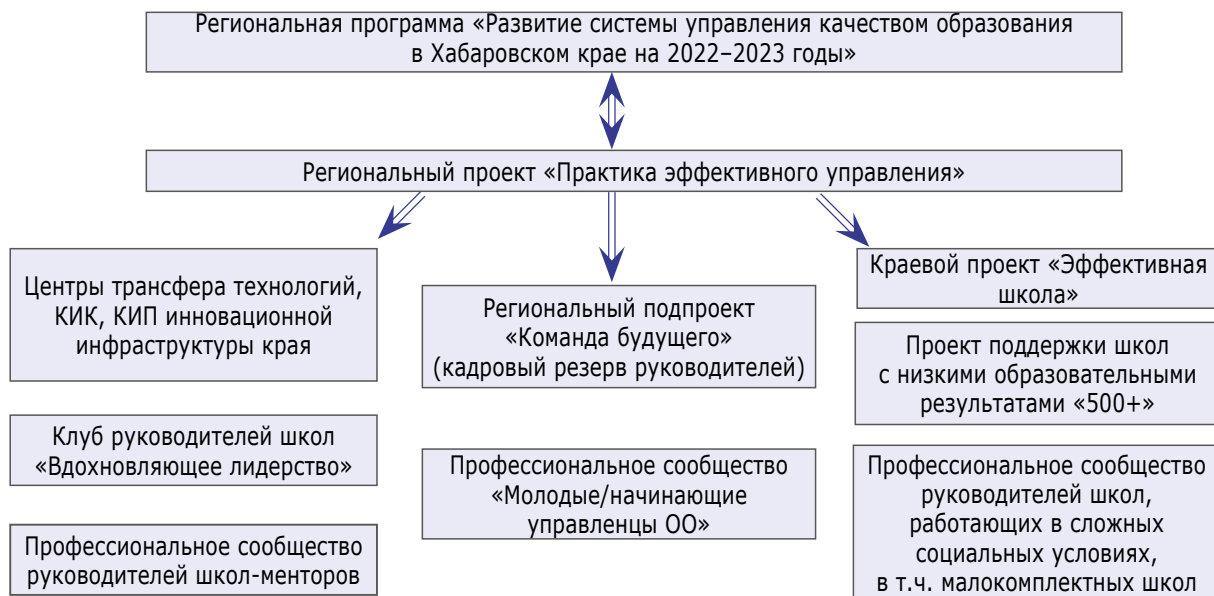 Региональная программа «Развитие системы управления качеством образования
в Хабаровском крае на 2022–2023 годы»
Региональный проект «Практика эффективного управления»
Центры трансфера технологий,
КИК, КИП инновационной
инфраструктуры края
Клуб руководителей школ
«Вдохновляющее лидерство»
Профессиональное сообщество
руководителей школ-менторов
Региональный подпроект
«Команда будущего»
(кадровый резерв руководителей)
Профессиональное сообщество
«Молодые/начинающие
управленцы ОО»
Краевой проект «Эффективная
школа»
Проект поддержки школ
с низкими образовательными
результатами «500+»
Профессиональное сообщество
руководителей школ,
работающих в сложных
социальных условиях,
в т.ч. малокомплектных школ